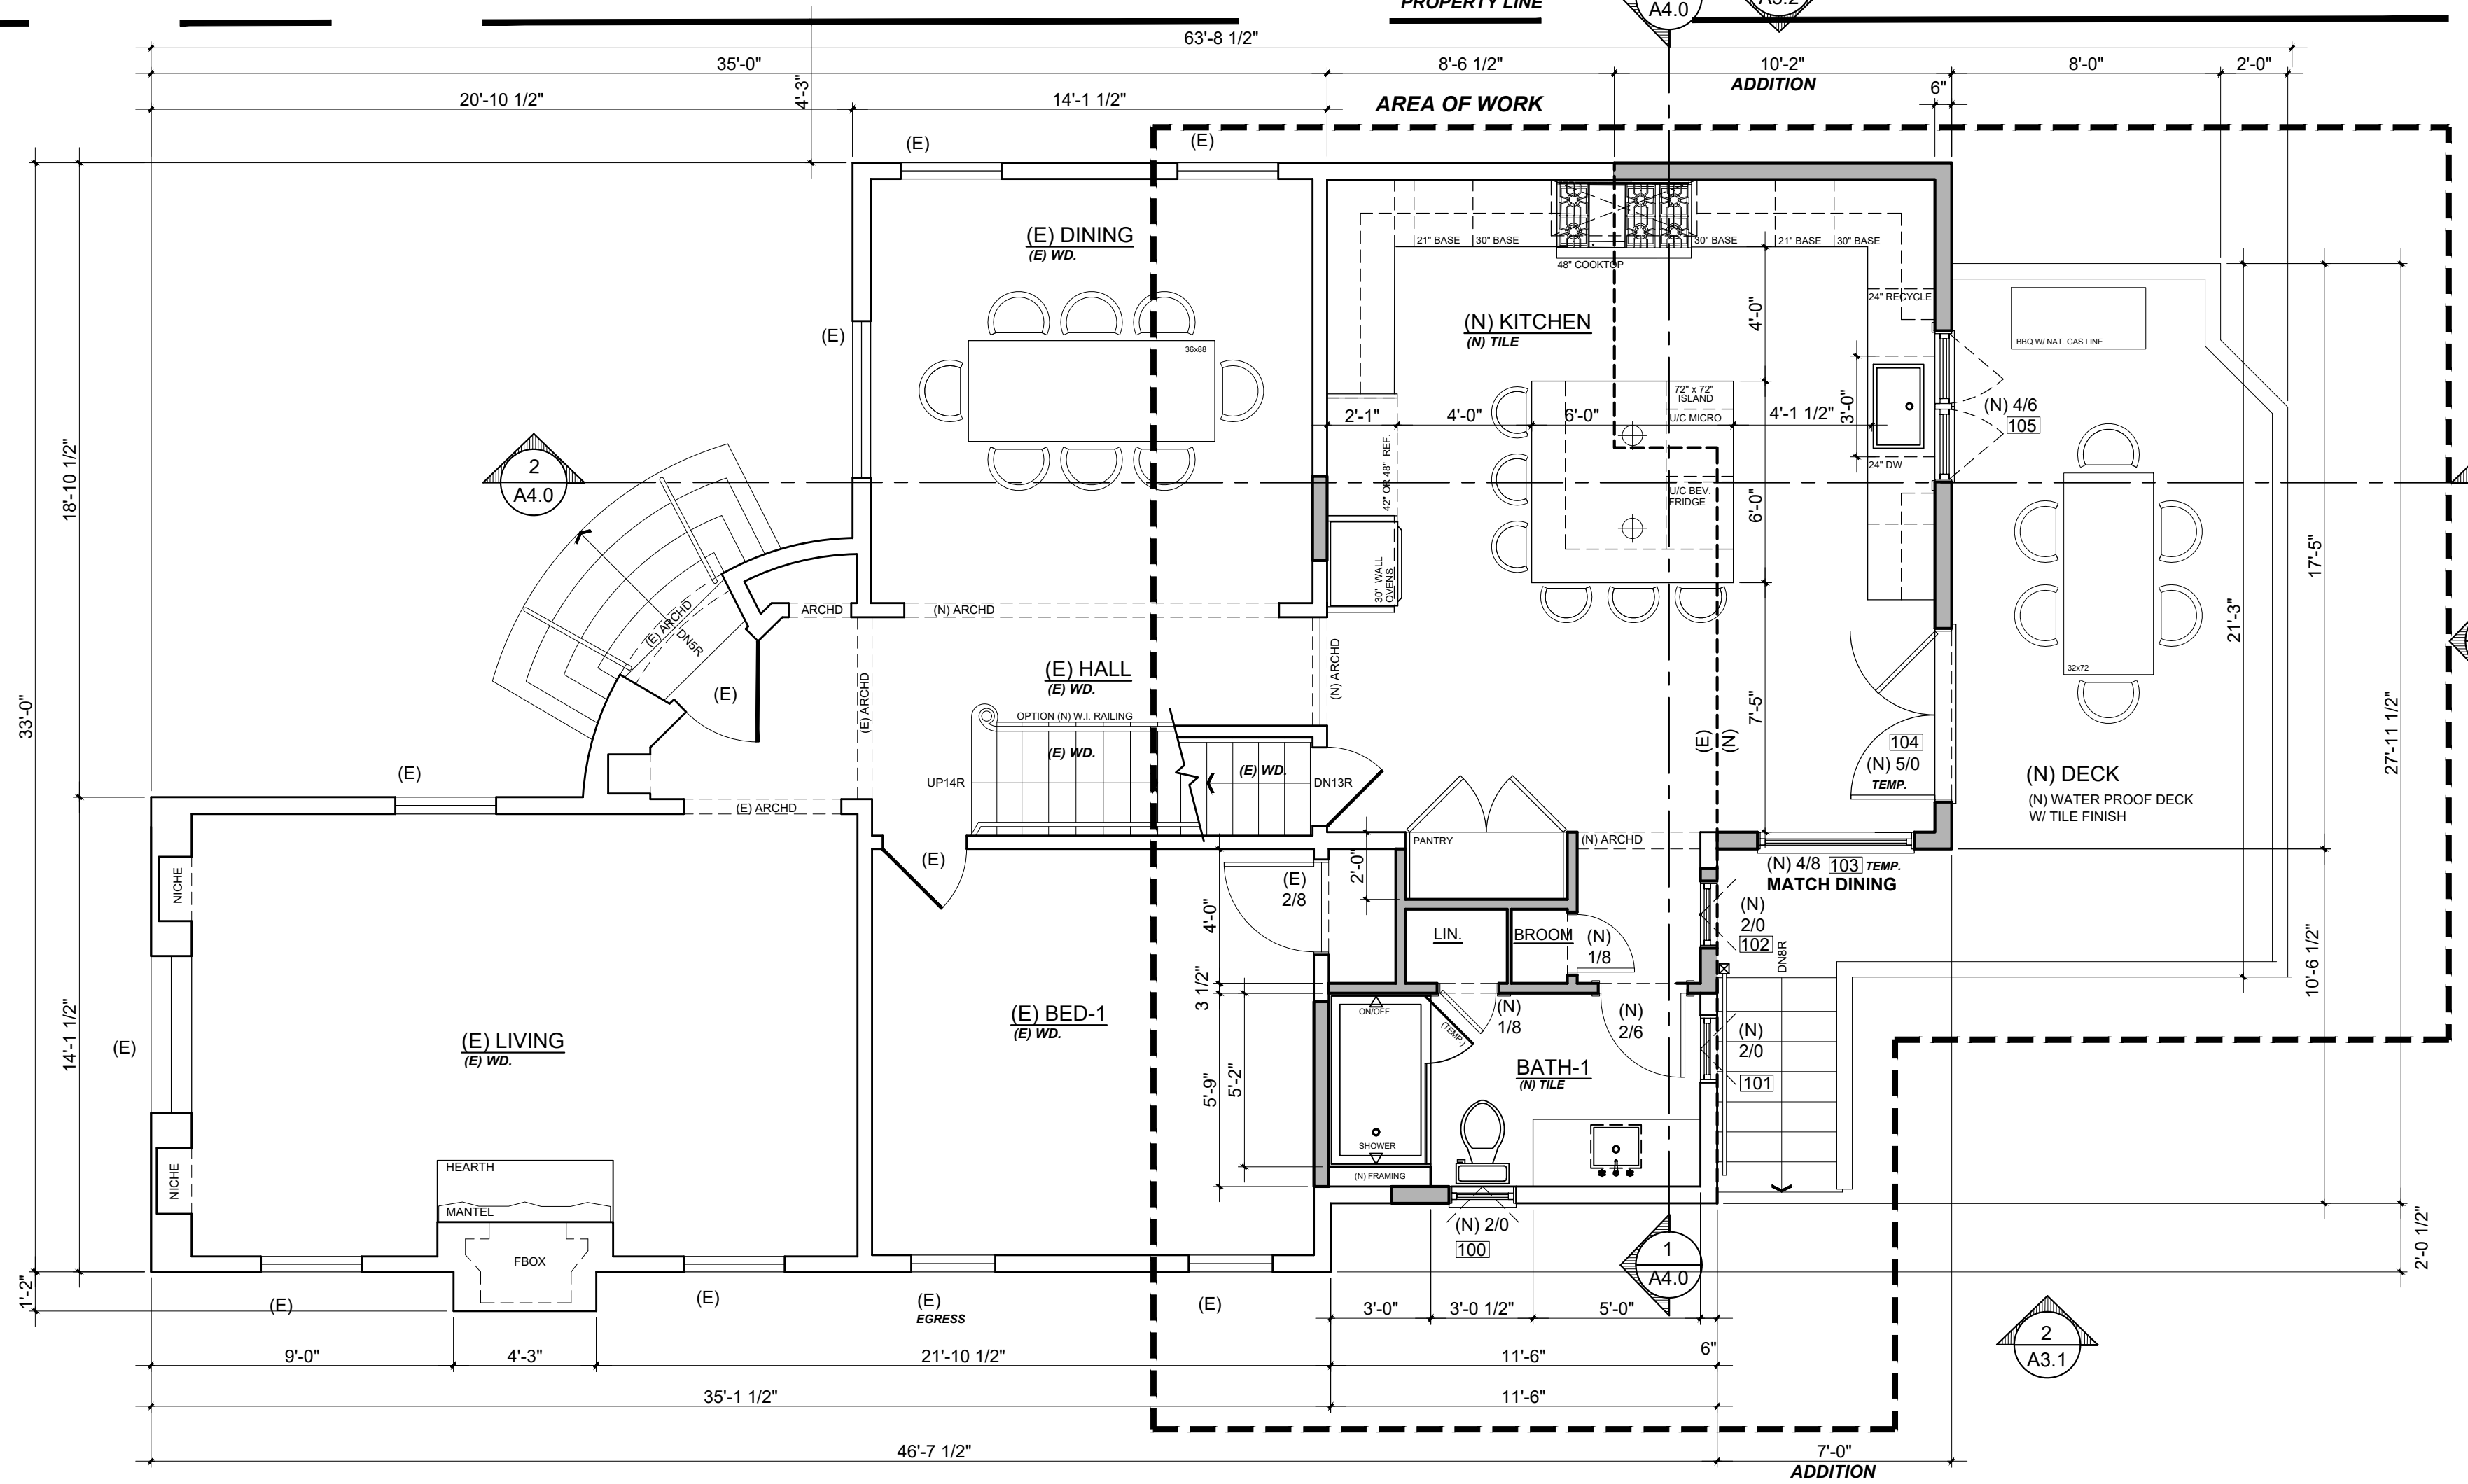 PROPERTY LINE
A4.0
A3.2
63'-8 1/2"
35'-0"
8'-6 1/2"
10'-2"
8'-0"
2'-0"
ADDITION
4'-3"
20'-10 1/2"
14'-1 1/2"
AREA OF WORK
6"
(E)
(E)
(E) DINING
(E) WD.
21" BASE
30" BASE
30" BASE
21" BASE
30" BASE
48" COOKTOP
24" RECYCLE
(N) KITCHEN
(N) TILE
4'-0"
(E)
36x88
BBQ W/ NAT. GAS LINE
72" x 72"
ISLAND
U/C MICRO
2'-1"
4'-0"
6'-0"
4'-1 1/2"
3'-0"
(N) 4/6
105
18'-10 1/2"
2
A4.0
42" OR 48" REF.
24" DW
U/C BEV.
FRIDGE
6'-0"
17'-5"
30" WALL
OVENS
21'-3"
ARCHD
(N) ARCHD
(E) ARCHD
DN5R
(E)
(E) ARCHD
(E) HALL
(E) WD.
(N) ARCHD
32x72
33'-0"
OPTION (N) W.I. RAILING
(E) WD.
(E) WD.
UP14R
DN13R
7'-5"
(E)
(N)
104
(N) 5/0
TEMP.
27'-11 1/2"
(N) DECK
(N) WATER PROOF DECK
W/ TILE FINISH
(E)
(E) ARCHD
PANTRY
(N) ARCHD
(N) 4/8 103 TEMP.
MATCH DINING
(E)
NICHE
(E)
2/8
2'-0"
4'-0"
LIN.
BROOM
(N)
1/8
(N)
2/0
102
DN8R
10'-6 1/2"
3 1/2"
ON/OFF
(TEMP.)
(N)
1/8
(N)
2/6
(N)
2/0
101
(E)
14'-1 1/2"
(E) LIVING
(E) WD.
(E) BED-1
(E) WD.
5'-9"
5'-2"
BATH-1
(N) TILE
SHOWER
(N) FRAMING
NICHE
HEARTH
MANTEL
FBOX
(N) 2/0
100
1
A4.0
2'-0 1/2"
1'-2"
(E)
(E)
(E)
EGRESS
(E)
3'-0"
3'-0 1/2"
5'-0"
6"
2
A3.1
9'-0"
4'-3"
21'-10 1/2"
11'-6"
35'-1 1/2"
11'-6"
46'-7 1/2"
7'-0"
ADDITION